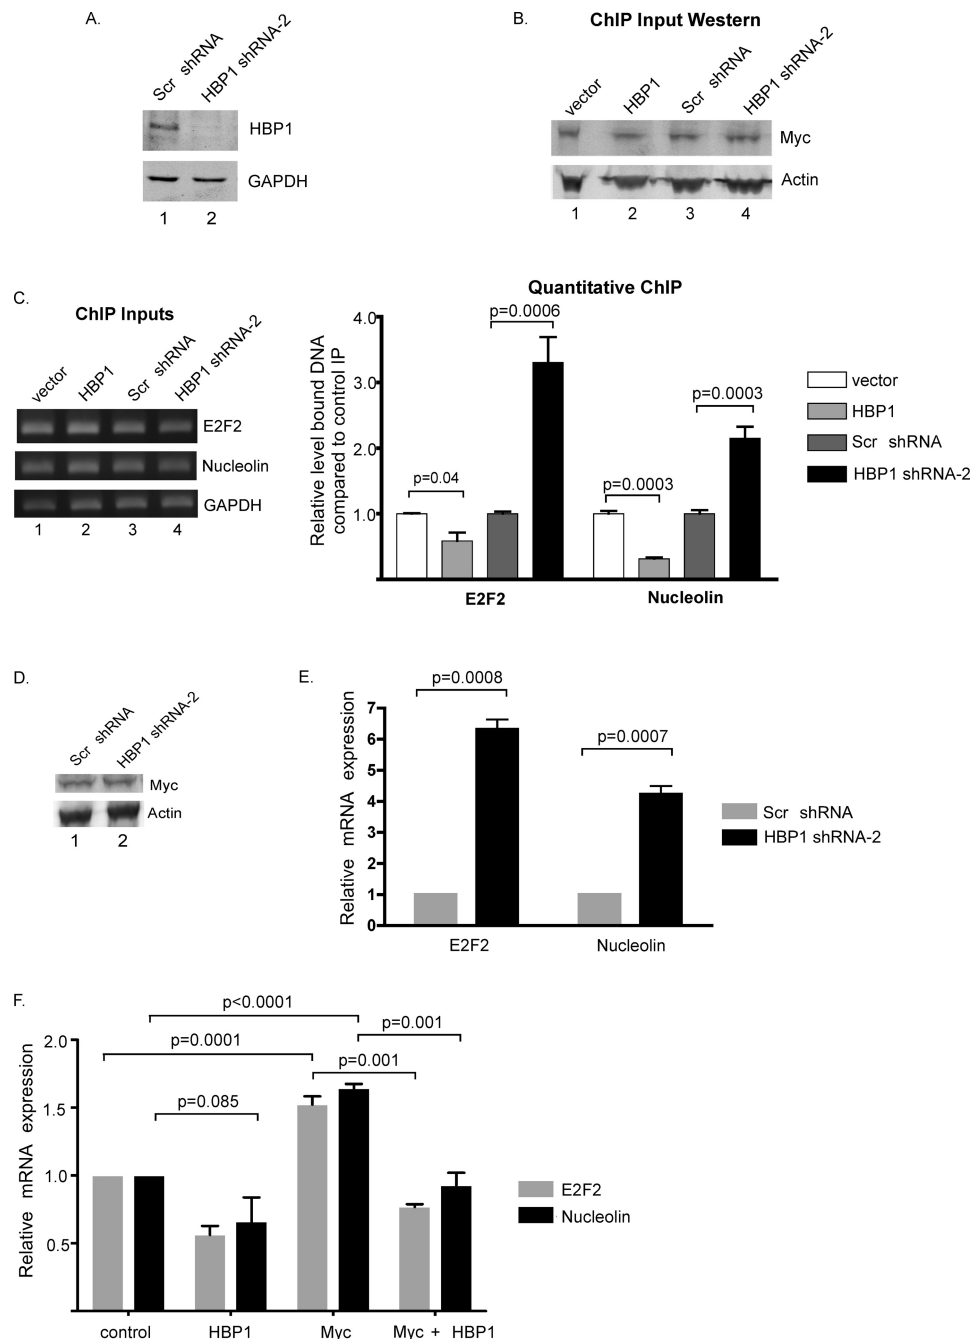 A.
Scr shRNA
HBP1 shRNA-2
HBP1
GAPDH
1 2
B.
ChIP Input Western
vector
HBP1
Scr shRNA
HBP1 shRNA-2
Myc
Actin
1 2 3 4
C.
ChIP Inputs
vector
HBP1
Scr shRNA
HBP1 shRNA-2
E2F2
Nucleolin
GAPDH
1 2 3 4
Quantitative ChIP
Relative level bound DNA
compared to control IP
4.0
3.0
2.0
1.0
p=0.04
p=0.0006
p=0.0003
p=0.0003
E2F2
Nucleolin
vector
HBP1
Scr shRNA
HBP1 shRNA-2
D.
Scr shRNA
HBP1 shRNA-2
Myc
Actin
1 2
E.
Relative mRNA expression
7
6
5
4
3
2
1
0
p=0.0008
p=0.0007
E2F2
Nucleolin
Scr shRNA
HBP1 shRNA-2
F.
Relative mRNA expression
2.0
1.5
1.0
0.5
p<0.0001
p=0.0001
p=0.001
p=0.001
p=0.085
control
HBP1
Myc
Myc + HBP1
E2F2
Nucleolin